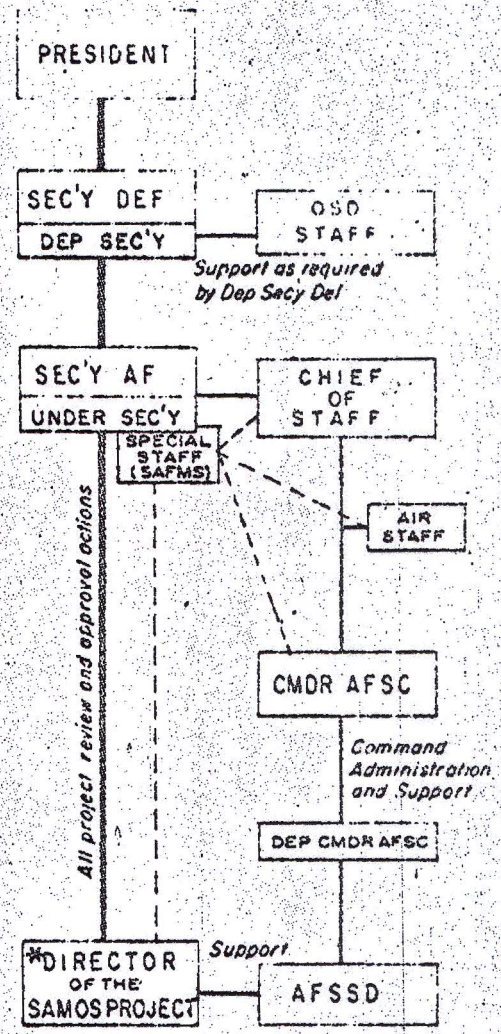 PRESIDENT
SEC'Y DEF
DEP SEC'Y
OSD
STAFF
Support as required
by Dep Sec'y Def
SEC'Y AF
UNDER SEC'Y
CHIEF
OF
STAFF
SPECIAL
STAFF
(SAFMS)
AIR
STAFF
All project review and approval actions
CMDR AFSC
Command
Administration
and Support
DEP CMDR AFSC
*DIRECTOR
OF THE
SAMOS PROJECT
Support
AFSSD